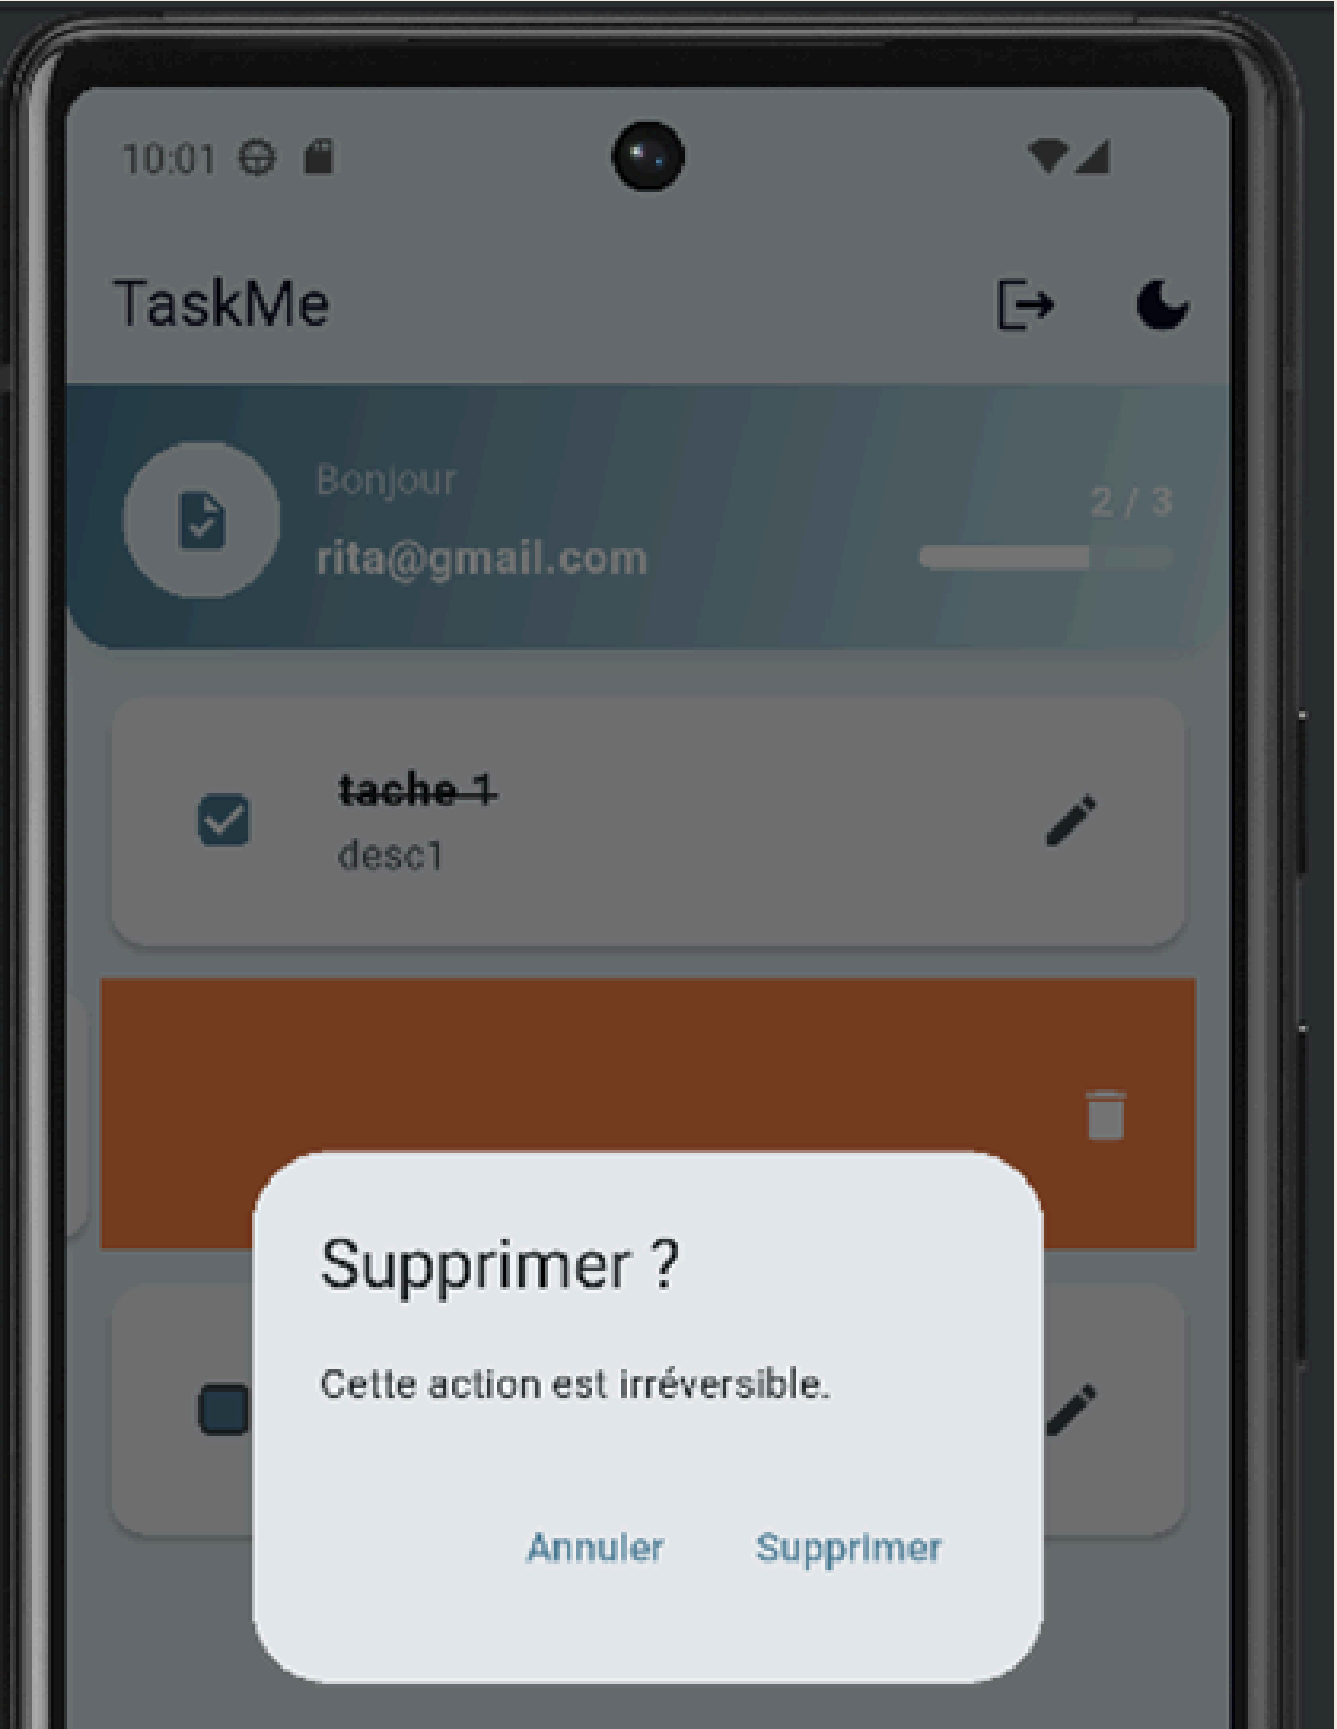 10:01
TaskMe
Bonjour
2 / 3
rita@gmail.com
tache 1
desc1
Supprimer ?
Cette action est irréversible.
Annuler Supprimer